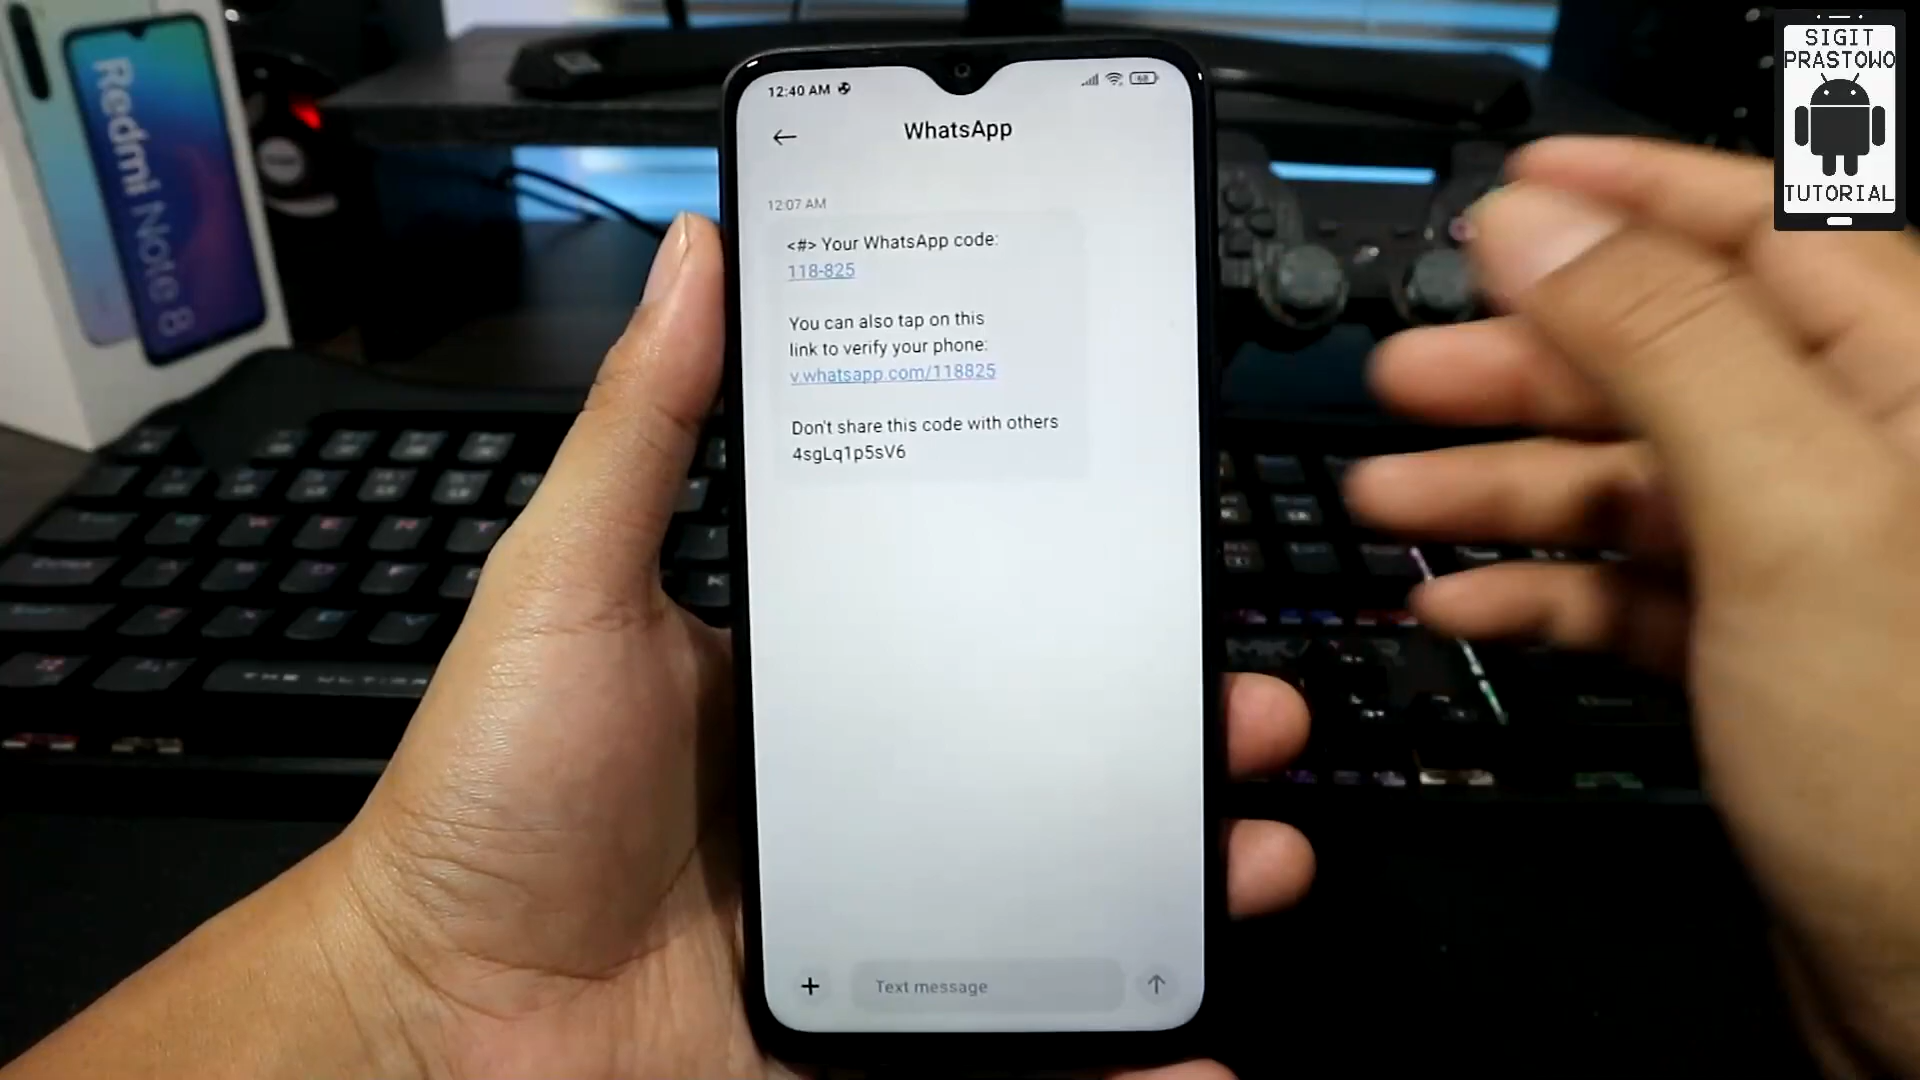 SIGIT
PRASTOWO
TUTORIAL
Redmi Note 8
12:40 AM
68
WhatsApp
12:07 AM
<#> Your WhatsApp code:
118-825
You can also tap on this
link to verify your phone:
v.whatsapp.com/118825
Don't share this code with others
4sgLq1p5sV6
Text message